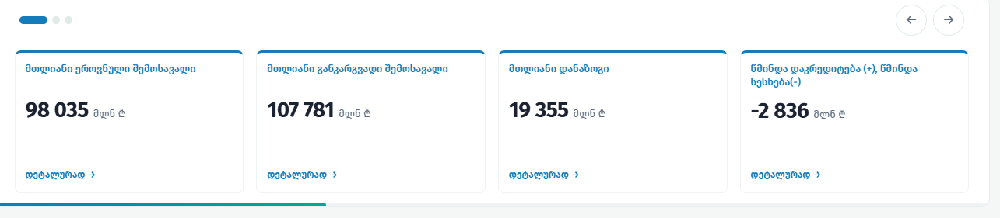 მთლიანი ეროვნული შემოსავალი
98 035 მლნ ₾
დეტალურად →
მთლიანი განკარგვადი შემოსავალი
107 781 მლნ ₾
დეტალურად →
მთლიანი დანაზოგი
19 355 მლნ ₾
დეტალურად →
წმინდა დაკრედიტება (+), წმინდა
სესხება(-)
-2 836 მლნ ₾
დეტალურად →